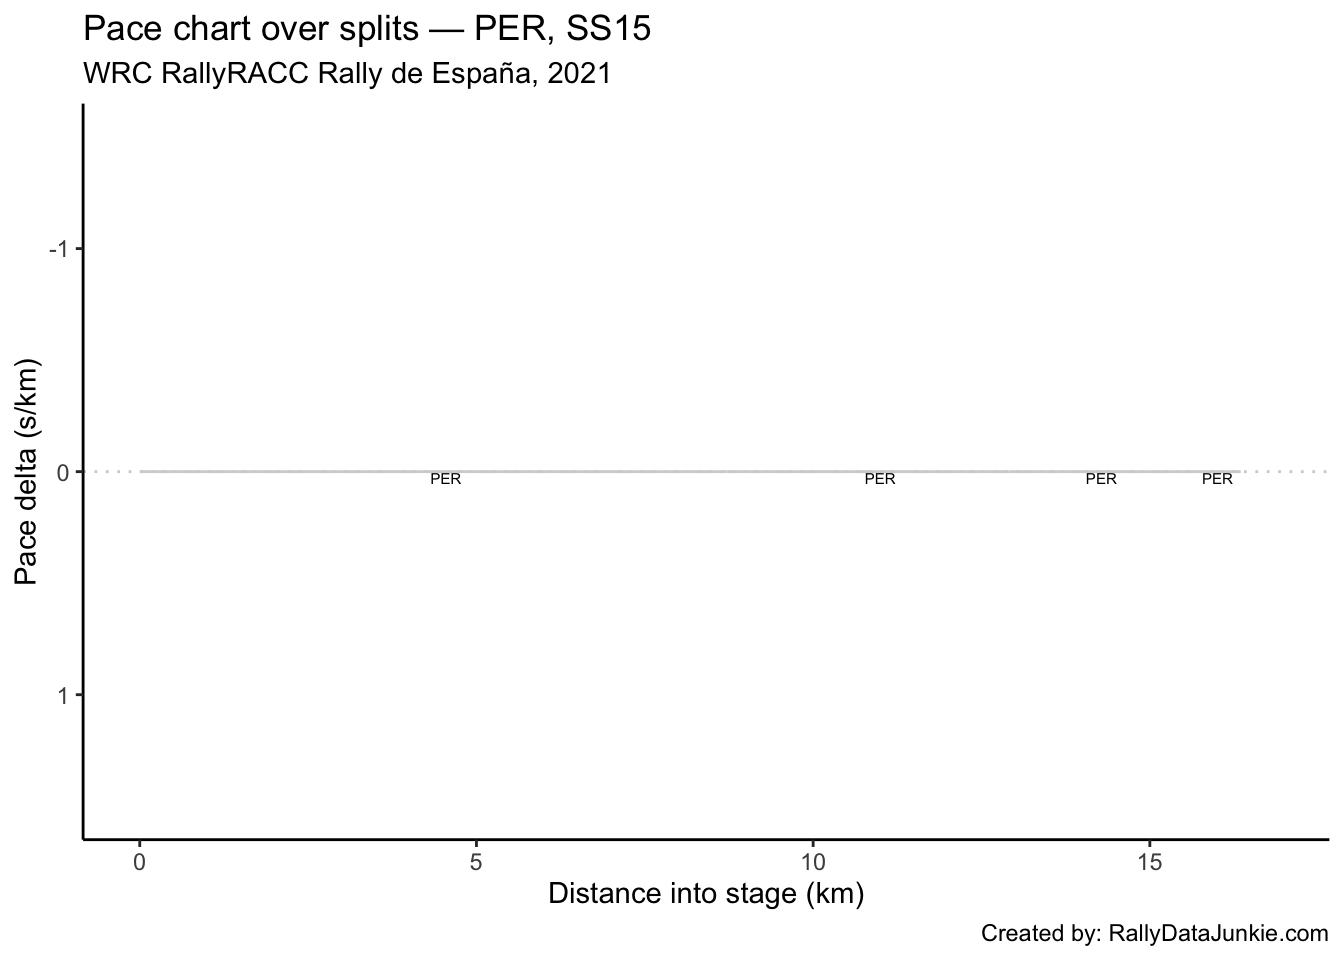 Pace chart over splits — PER, SS15
WRC RallyRACC Rally de España, 2021
Pace delta (s/km)
-1
0
1
PER PER PER PER
0 5 10 15
Distance into stage (km)
Created by: RallyDataJunkie.com